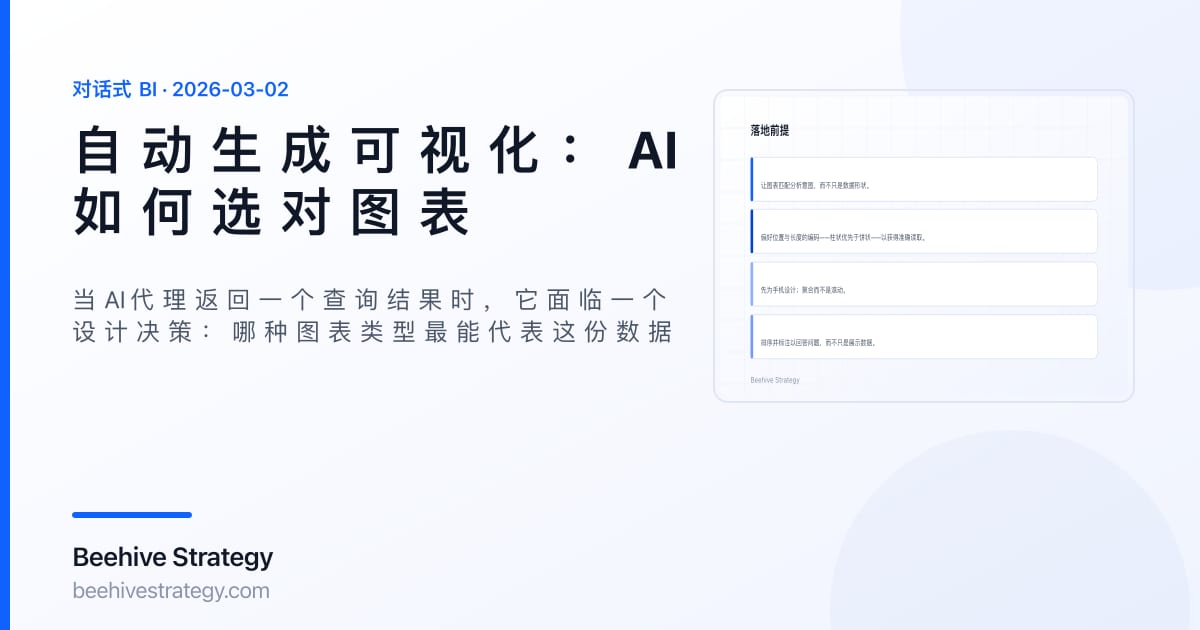 对话式 BI · 2026-03-02
自动生成可视化： AI
如何选对图表
当 AI代理返回一个查询结果时，它面临一个
设计决策：哪种图表类型最能代表这份数据
落地前提
让图表匹配分析意图，而不只是数据形状。
偏好位置与长度的编码——柱状优先于饼状——以获得准确读取。
先为手机设计：聚合而不是滚动。
排序并标注以回答问题，而不只是展示数据。
Beehive Strategy
Beehive Strategy
beehivestrategy.com